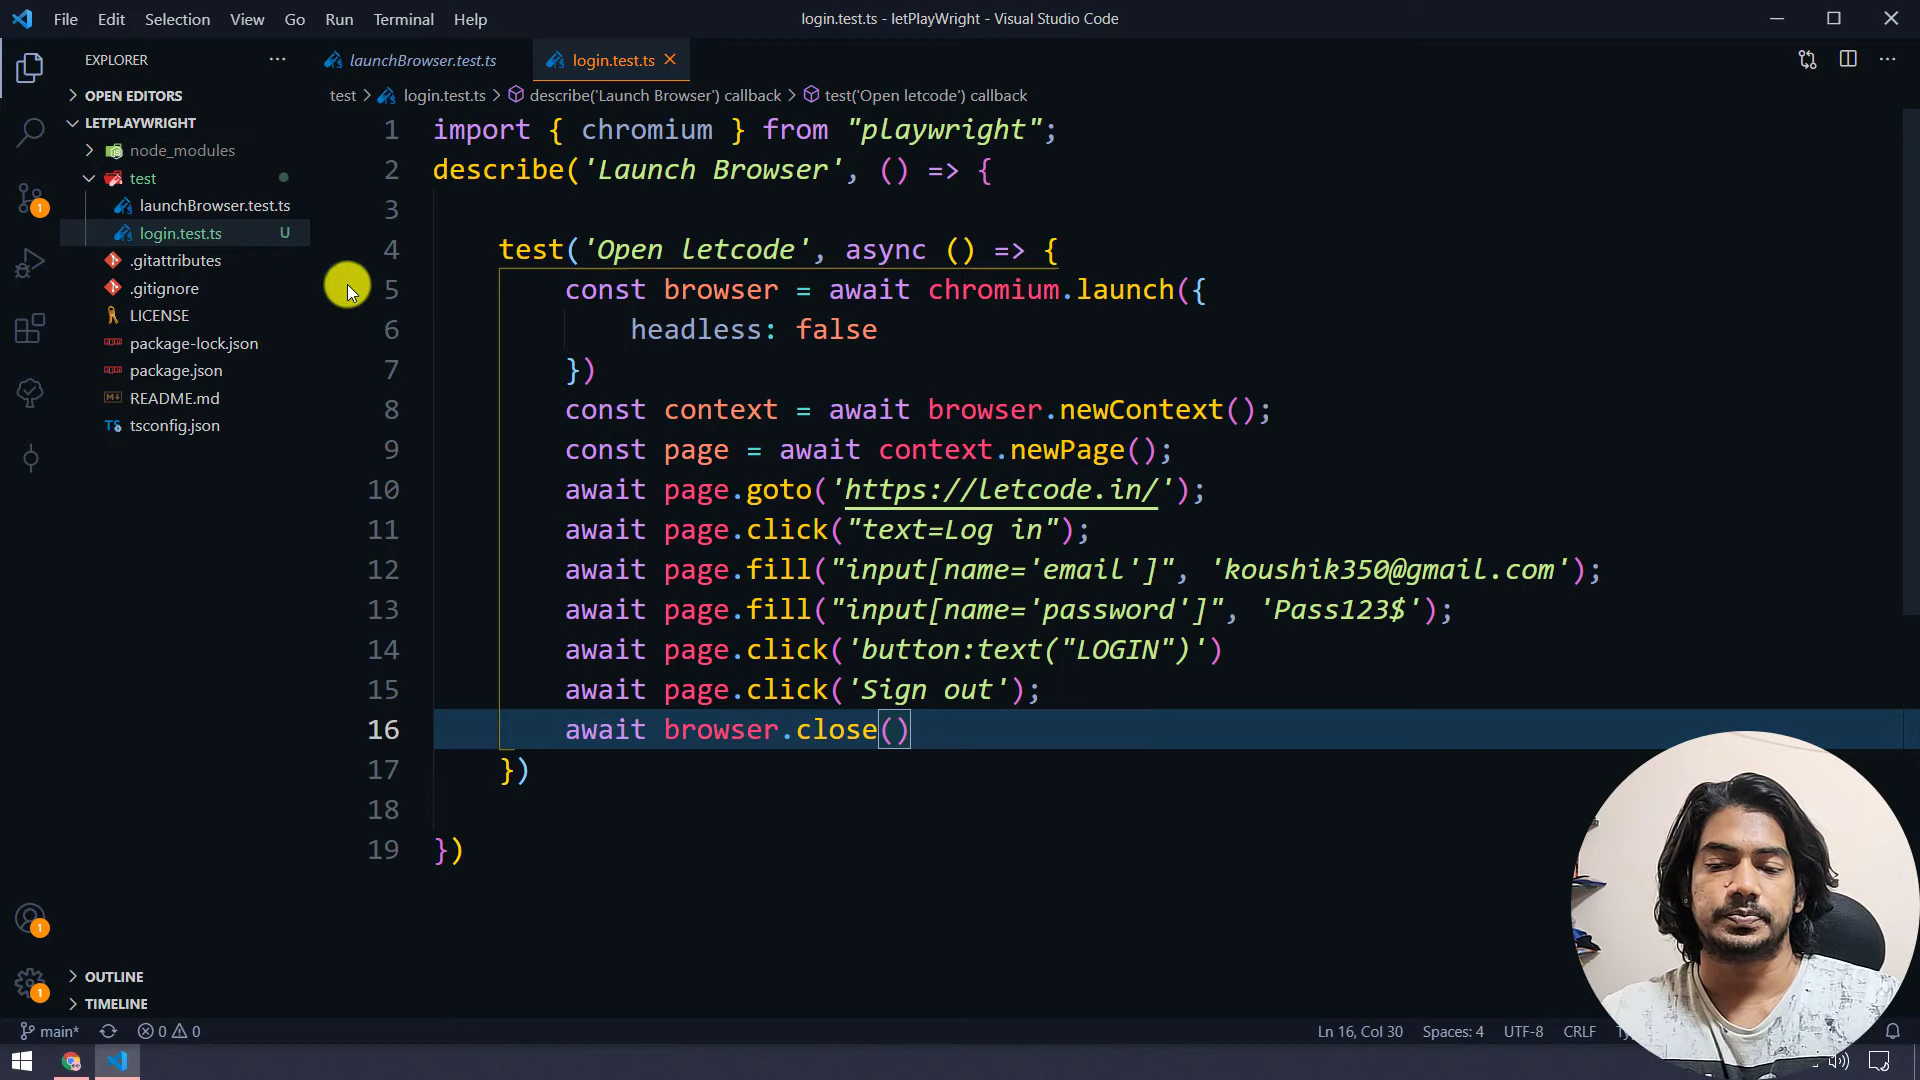 File Edit Selection View Go Run Terminal Help
login.test.ts - letPlayWright - Visual Studio Code
EXPLORER
launchBrowser.test.ts
login.test.ts
OPEN EDITORS
test > login.test.ts > describe('Launch Browser') callback > test('Open letcode') callback
LETPLAYWRIGHT
node_modules
test
launchBrowser.test.ts
login.test.ts U
.gitattributes
.gitignore
LICENSE
package-lock.json
package.json
README.md
tsconfig.json
1 import { chromium } from "playwright";
2 describe('Launch Browser', () => {
3
4 test('Open letcode', async () => {
5 const browser = await chromium.launch({
6 headless: false
7 })
8 const context = await browser.newContext();
9 const page = await context.newPage();
10 await page.goto('https://letcode.in/');
11 await page.click("text=Log in");
12 await page.fill("input[name='email']", 'koushik350@gmail.com');
13 await page.fill("input[name='password']", 'Pass123$');
14 await page.click('button:text("LOGIN")')
15 await page.click('Sign out');
16 await browser.close()
17 })
18
19 })
1
1
1
OUTLINE
TIMELINE
main* 0 0
Ln 16, Col 30 Spaces: 4 UTF-8 CRLF